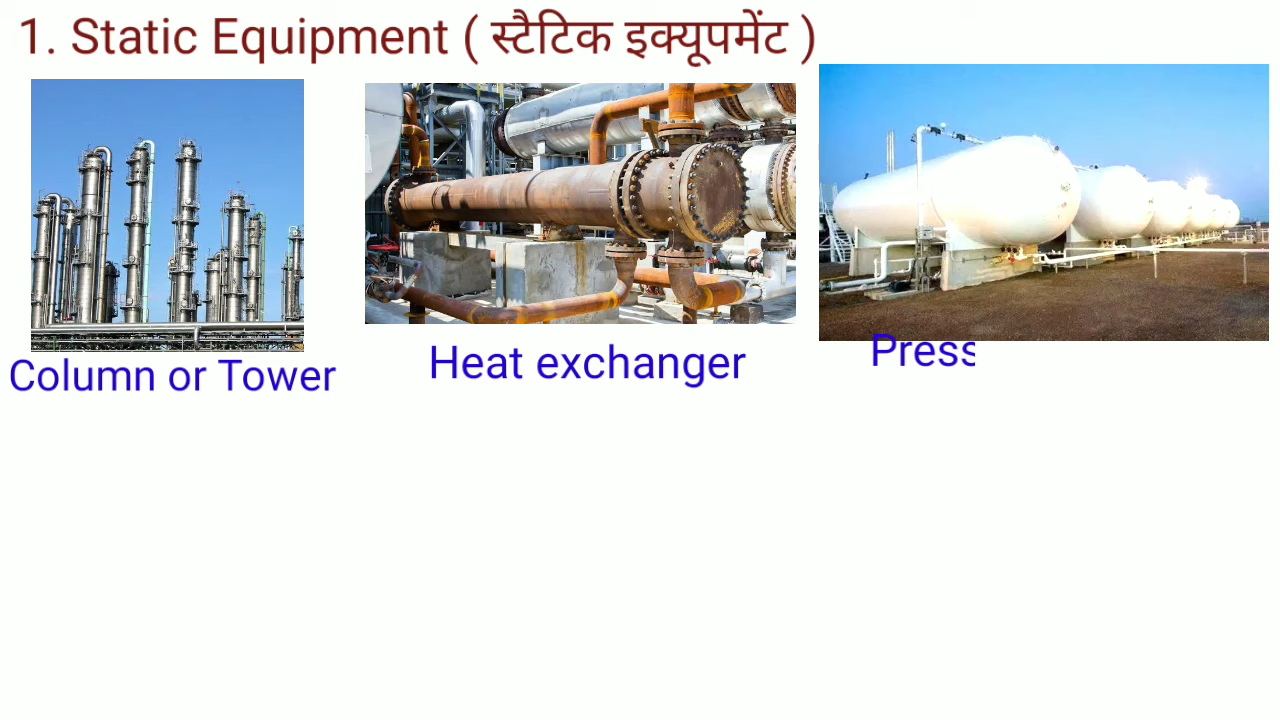 1. Static Equipment ( स्टैटिक इक्यूपमेंट )
Column or Tower
Heat exchanger
Press